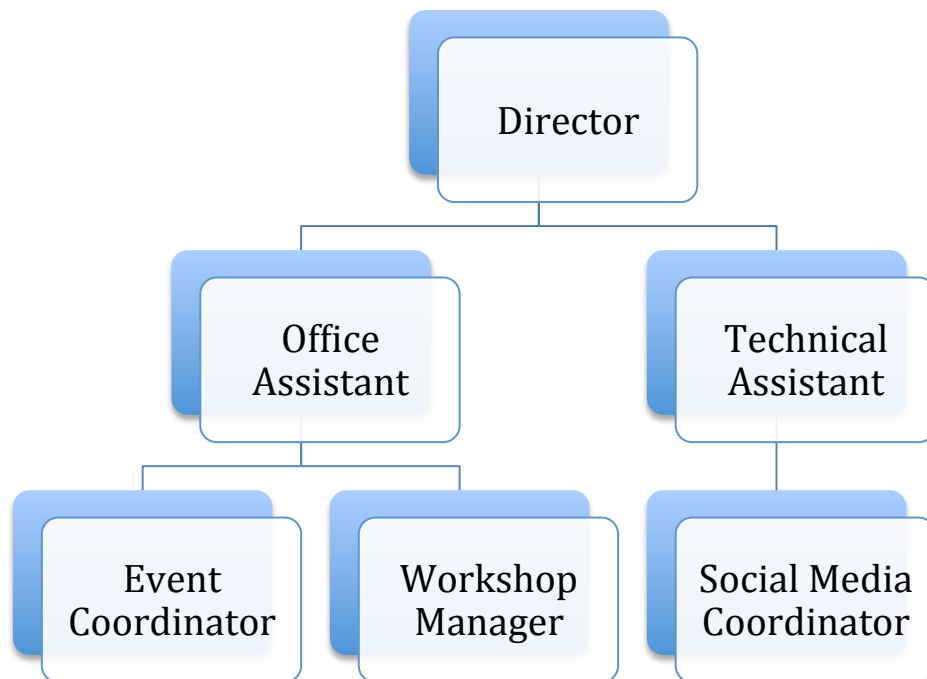 Director
Office
Assistant
Technical
Assistant
Event
Coordinator
Workshop
Manager
Social Media
Coordinator